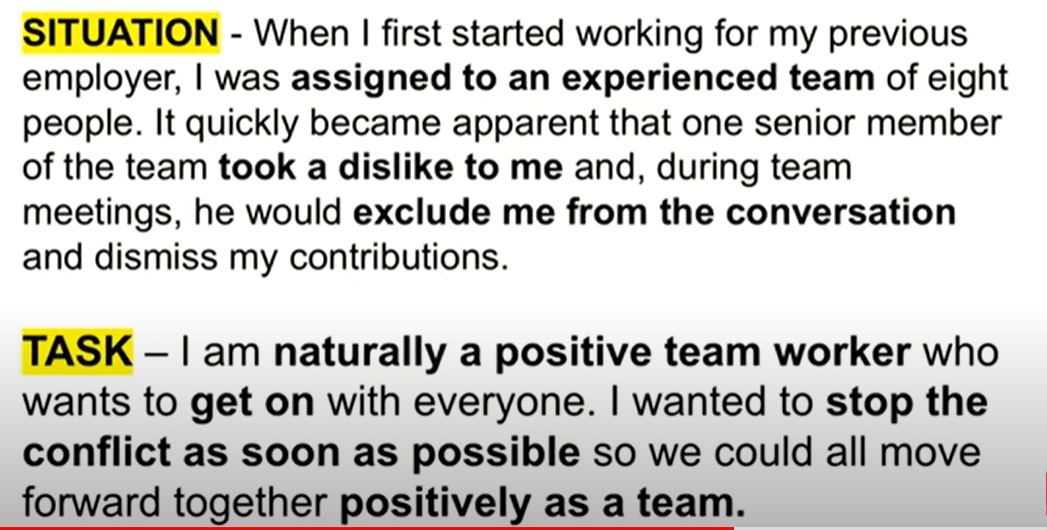 SITUATION - When I first started working for my previous
employer, I was assigned to an experienced team of eight
people. It quickly became apparent that one senior member
of the team took a dislike to me and, during team
meetings, he would exclude me from the conversation
and dismiss my contributions.
TASK – I am naturally a positive team worker who
wants to get on with everyone. I wanted to stop the
conflict as soon as possible so we could all move
forward together positively as a team.